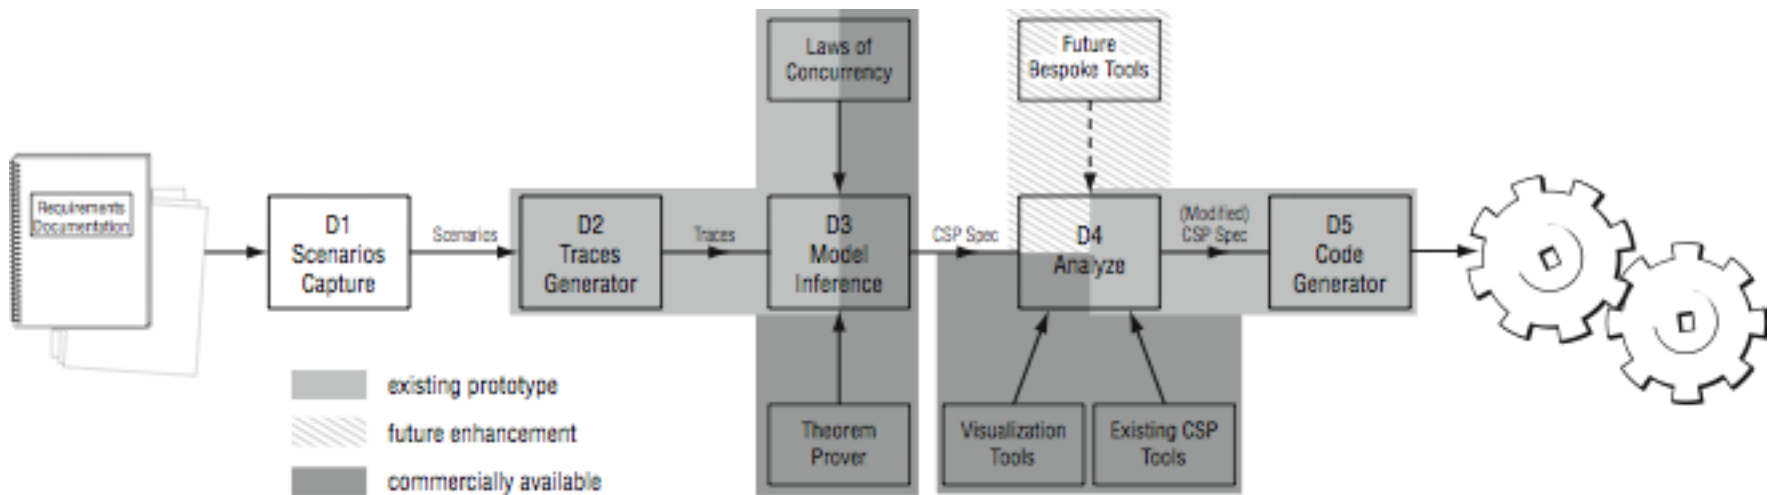 Laws of
Concurrency
Future
Bespoke Tools
Requirements
Documentation
D1
Scenarios
Capture
Scenarios
D2
Traces
Generator
Traces
D3
Model
Inference
CSP Spec
D4
Analyze
(Modified)
CSP Spec
D5
Code
Generator
existing prototype
future enhancement
commercially available
Theorem
Prover
Visualization
Tools
Existing CSP
Tools